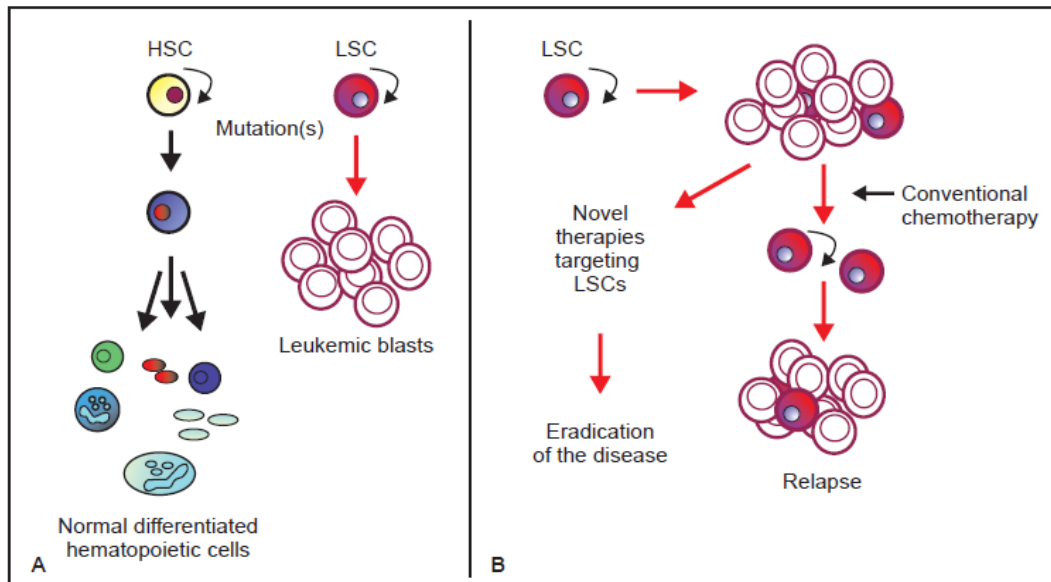 HSC
LSC
Mutation(s)
Leukemic blasts
Normal differentiated
hematopoietic cells
A
LSC
Conventional
chemotherapy
Novel
therapies
targeting
LSCs
Eradication
of the disease
Relapse
B